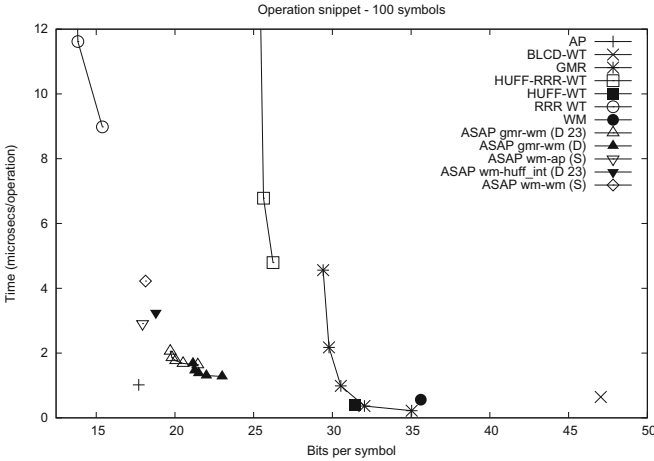 Operation snippet - 100 symbols
Time (microsecs/operation)
12
10
8
6
4
2
0
AP
BLCD-WT
GMR
HUFF-RRR-WT
HUFF-WT
RRR WT
WM
ASAP gmr-wm (D 23)
ASAP gmr-wm (D)
ASAP wm-ap (S)
ASAP wm-huff_int (D 23)
ASAP wm-wm (S)
15 20 25 30 35 40 45 50
Bits per symbol